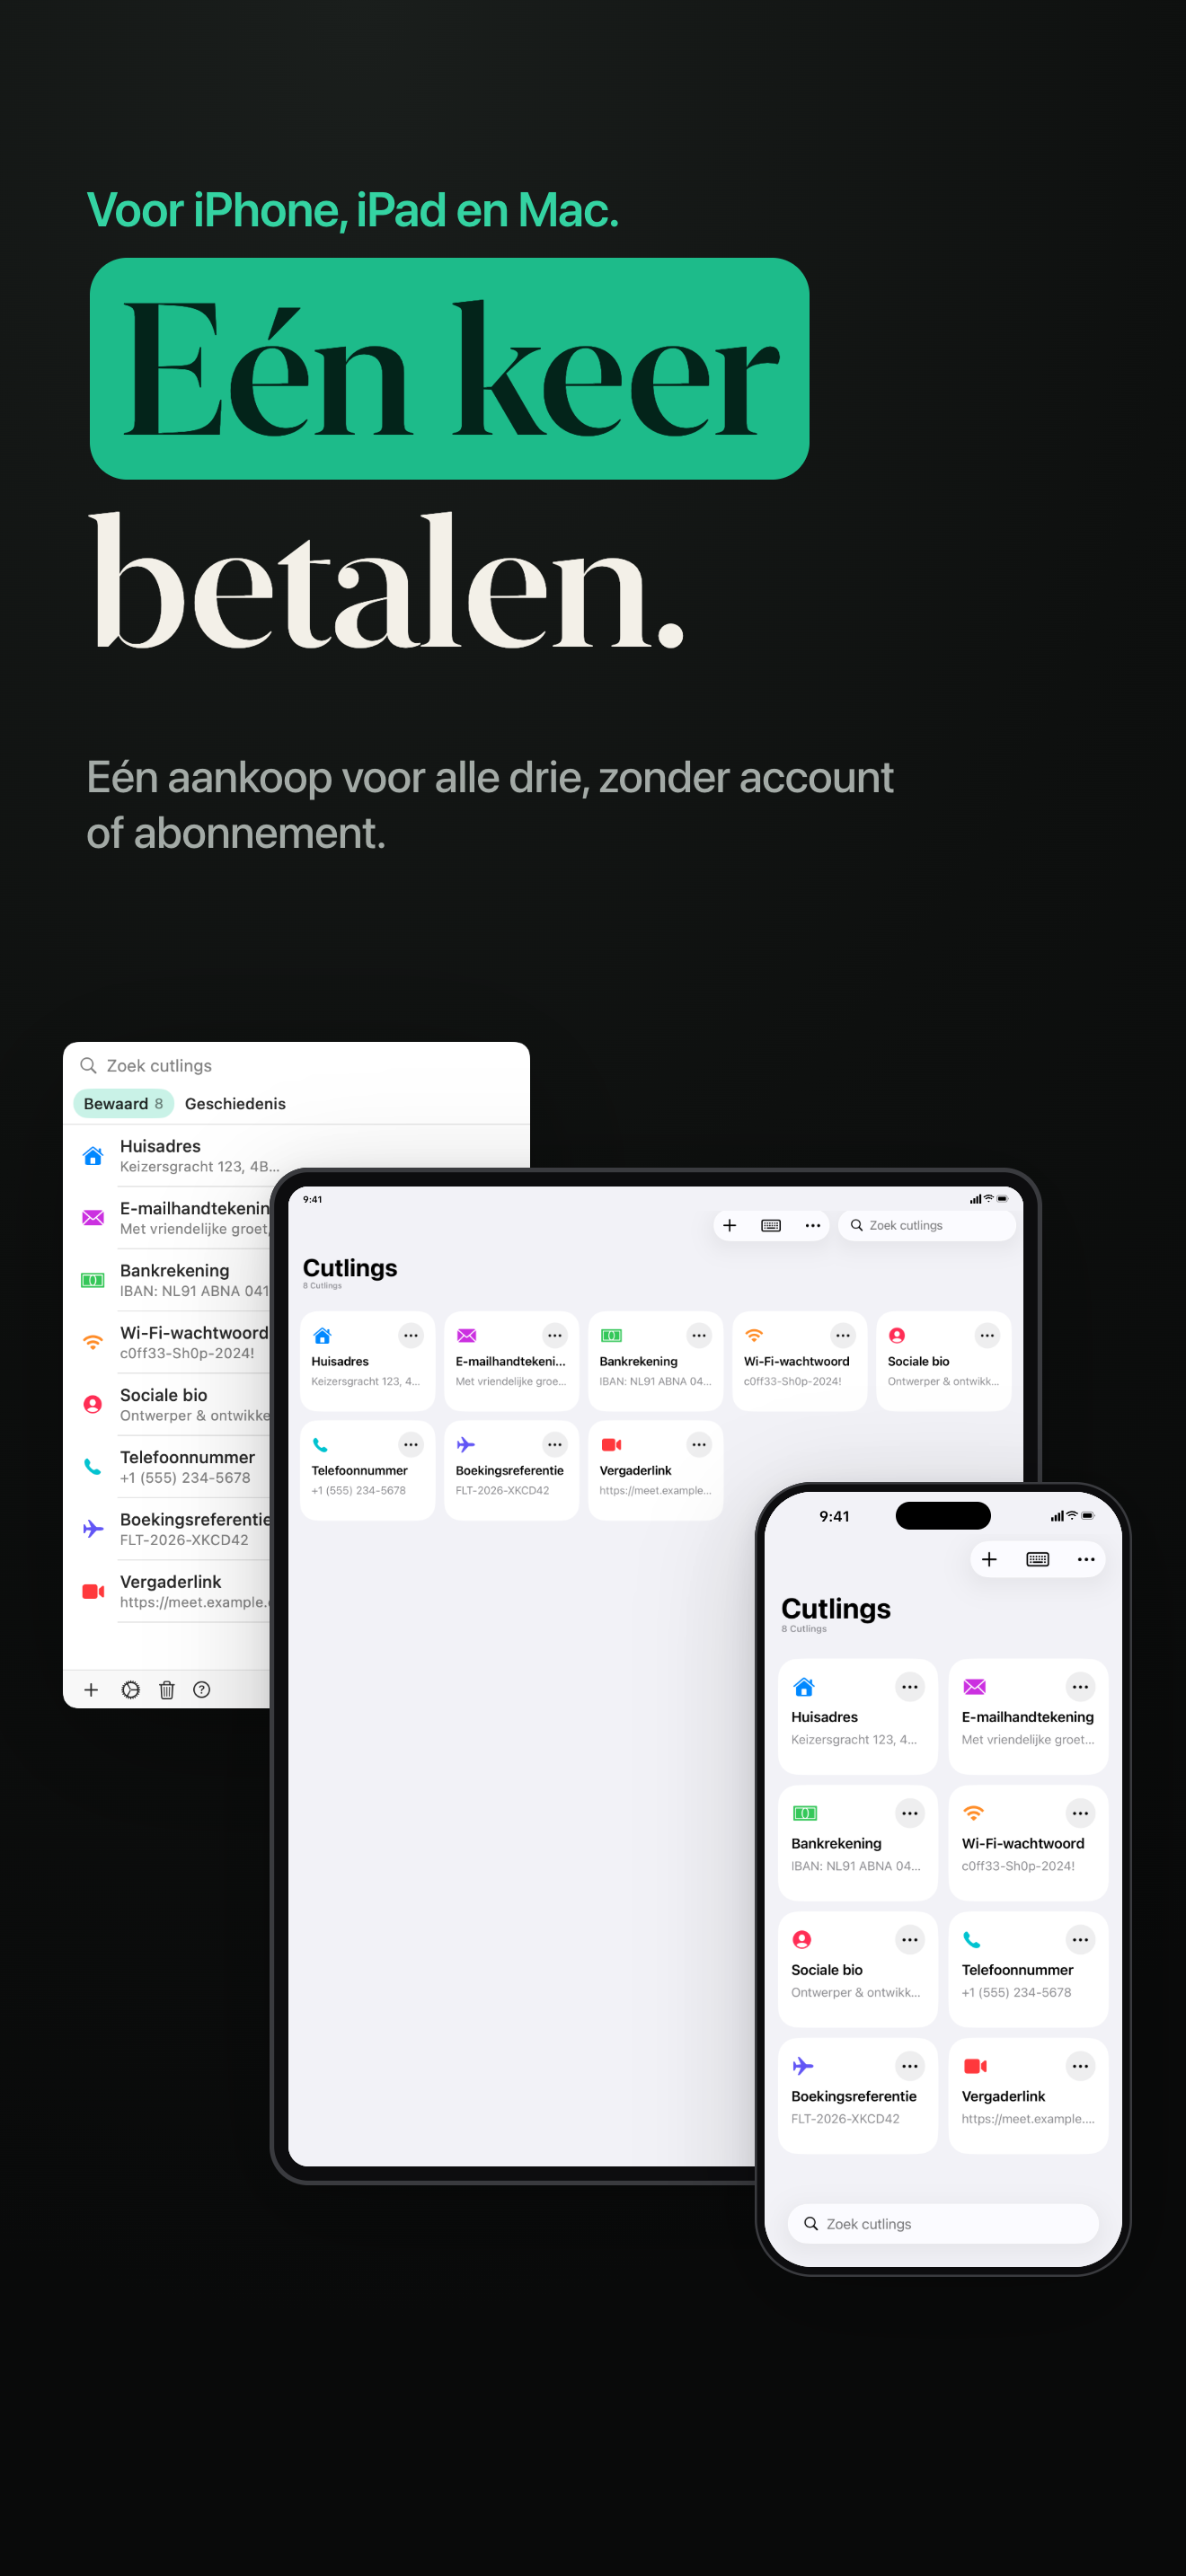 Voor iPhone, iPad en Mac.
Eén keer
betalen.
Eén aankoop voor alle drie, zonder account
of abonnement.
Zoek cutlings
Bewaard 8 Geschiedenis
Huisadres
Keizersgracht 123, 4B...
E-mailhandtekenin
Met vriendelijke groet,
Bankrekening
IBAN: NL91 ABNA 041
Wi-Fi-wachtwoord
c0ff33-Sh0p-2024!
Sociale bio
Ontwerper & ontwikke
Telefoonnummer
+1 (555) 234-5678
Boekingsreferentie
FLT-2026-XKCD42
Vergaderlink
https://meet.example.
9:41
Zoek cutlings
Cutlings
8 Cutlings
Huisadres
Keizersgracht 123, 4...
E-mailhandtekeni...
Met vriendelijke groe...
Bankrekening
IBAN: NL91 ABNA 04...
Wi-Fi-wachtwoord
c0ff33-Sh0p-2024!
Sociale bio
Ontwerper & ontwikk...
Telefoonnummer
+1 (555) 234-5678
Boekingsreferentie
FLT-2026-XKCD42
Vergaderlink
https://meet.example...
9:41
Cutlings
8 Cutlings
Huisadres
Keizersgracht 123, 4...
E-mailhandtekening
Met vriendelijke groet...
Bankrekening
IBAN: NL91 ABNA 04...
Wi-Fi-wachtwoord
c0ff33-Sh0p-2024!
Sociale bio
Ontwerper & ontwikk...
Telefoonnummer
+1 (555) 234-5678
Boekingsreferentie
FLT-2026-XKCD42
Vergaderlink
https://meet.example....
Zoek cutlings